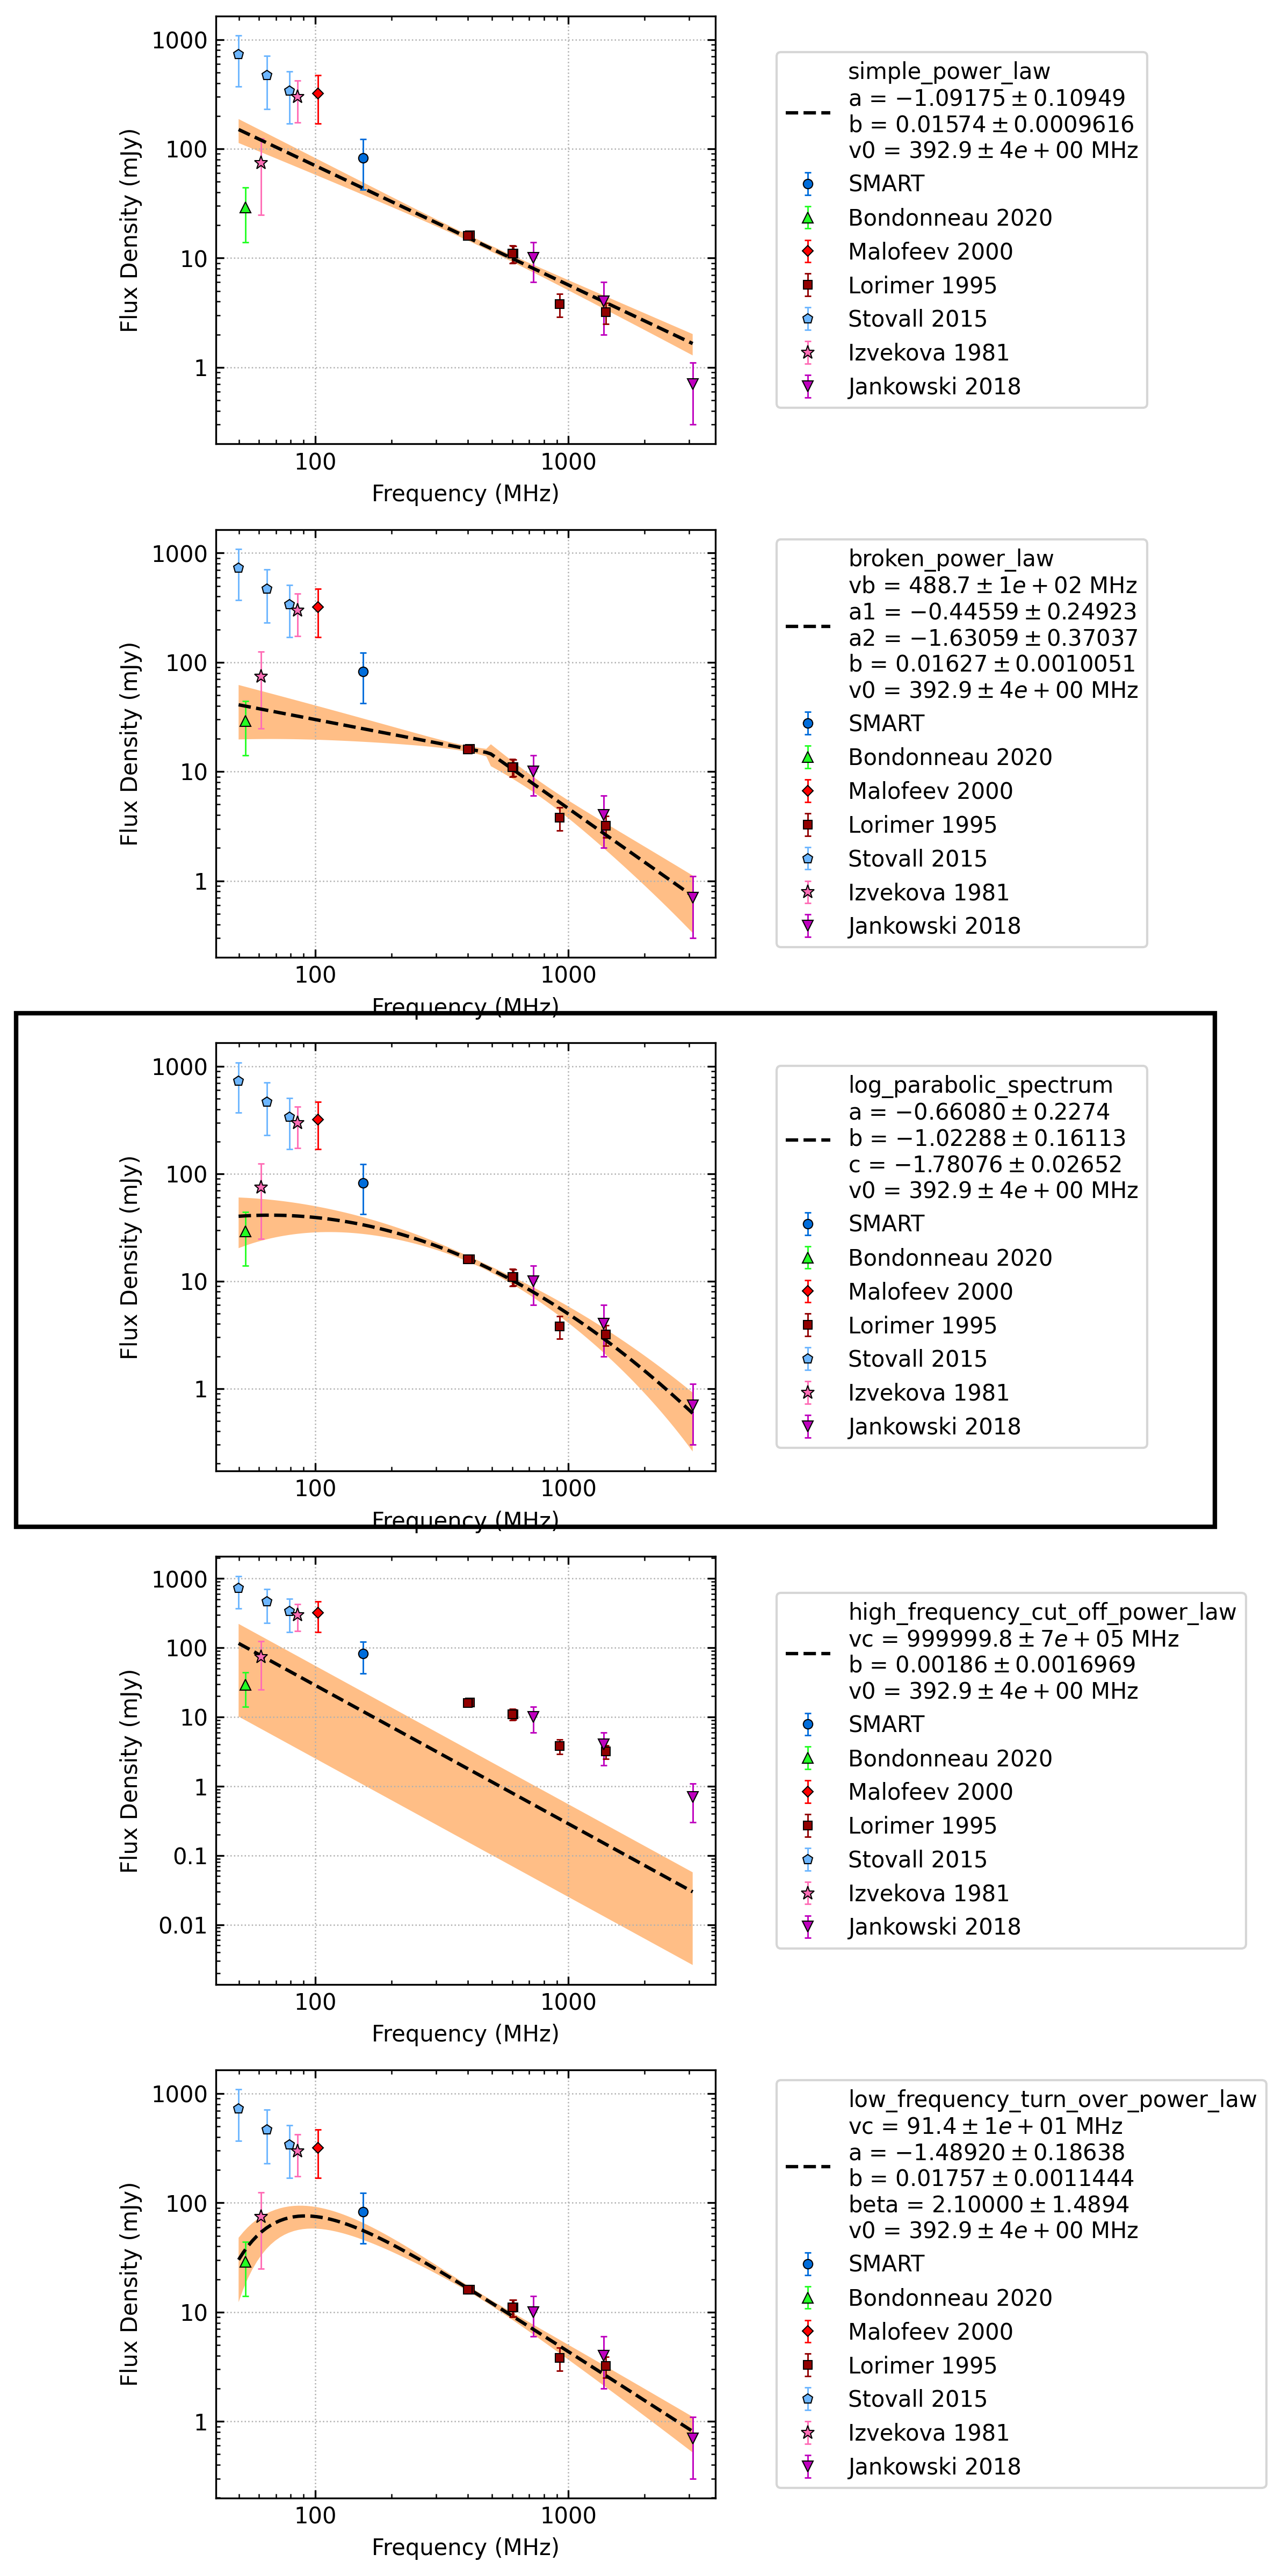 1000
100
10
1
Flux Density (mJy)
100
1000
Frequency (MHz)
simple_power_law
a = −1.09175 ± 0.10949
b = 0.01574 ± 0.0009616
v0 = 392.9 ± 4e + 00 MHz
SMART
Bondonneau 2020
Malofeev 2000
Lorimer 1995
Stovall 2015
Izvekova 1981
Jankowski 2018
1000
100
10
1
Flux Density (mJy)
100
1000
Frequency (MHz)
broken_power_law
vb = 488.7 ± 1e + 02 MHz
a1 = −0.44559 ± 0.24923
a2 = −1.63059 ± 0.37037
b = 0.01627 ± 0.0010051
v0 = 392.9 ± 4e + 00 MHz
SMART
Bondonneau 2020
Malofeev 2000
Lorimer 1995
Stovall 2015
Izvekova 1981
Jankowski 2018
1000
100
10
1
Flux Density (mJy)
100
1000
Frequency (MHz)
log_parabolic_spectrum
a = −0.66080 ± 0.2274
b = −1.02288 ± 0.16113
c = −1.78076 ± 0.02652
v0 = 392.9 ± 4e + 00 MHz
SMART
Bondonneau 2020
Malofeev 2000
Lorimer 1995
Stovall 2015
Izvekova 1981
Jankowski 2018
1000
100
10
1
0.1
0.01
Flux Density (mJy)
100
1000
Frequency (MHz)
high_frequency_cut_off_power_law
vc = 999999.8 ± 7e + 05 MHz
b = 0.00186 ± 0.0016969
v0 = 392.9 ± 4e + 00 MHz
SMART
Bondonneau 2020
Malofeev 2000
Lorimer 1995
Stovall 2015
Izvekova 1981
Jankowski 2018
1000
100
10
1
Flux Density (mJy)
100
1000
Frequency (MHz)
low_frequency_turn_over_power_law
vc = 91.4 ± 1e + 01 MHz
a = −1.48920 ± 0.18638
b = 0.01757 ± 0.0011444
beta = 2.10000 ± 1.4894
v0 = 392.9 ± 4e + 00 MHz
SMART
Bondonneau 2020
Malofeev 2000
Lorimer 1995
Stovall 2015
Izvekova 1981
Jankowski 2018